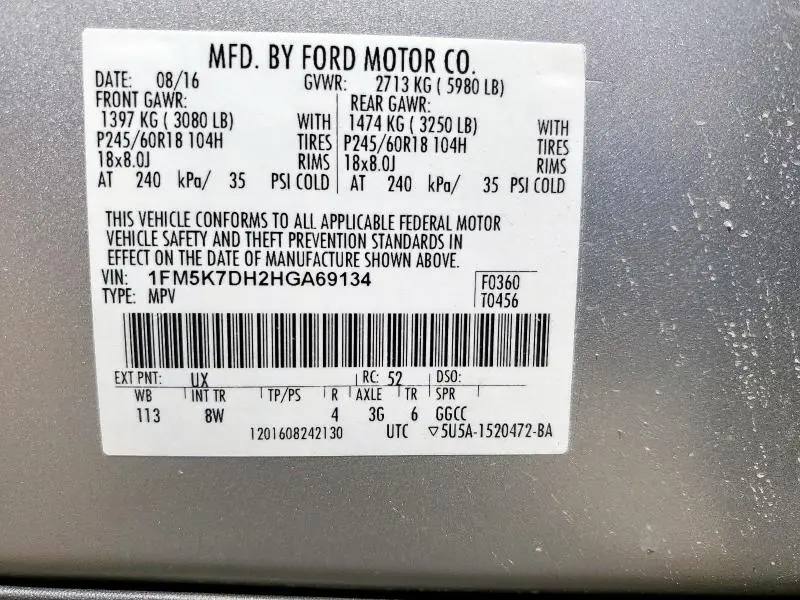 MFD. BY FORD MOTOR CO.
DATE: 08/16 GVWR: 2713 KG ( 5980 LB)
FRONT GAWR: REAR GAWR:
1397 KG ( 3080 LB) WITH 1474 KG ( 3250 LB) WITH
P245/60R18 104H TIRES P245/60R18 104H TIRES
18x8.0J RIMS 18x8.0J RIMS
AT 240 kPa/ 35 PSI COLD AT 240 kPa/ 35 PSI COLD
THIS VEHICLE CONFORMS TO ALL APPLICABLE FEDERAL MOTOR
VEHICLE SAFETY AND THEFT PREVENTION STANDARDS IN
EFFECT ON THE DATE OF MANUFACTURE SHOWN ABOVE.
VIN: 1FM5K7DH2HGA69134 F0360
TYPE: MPV T0456
EXT PNT: UX RC: 52 DSO:
WB INT TR TP/PS R AXLE TR SPR
113 8W 4 3G 6 GGCC
1201608242130 UTC ▽5U5A-1520472-BA